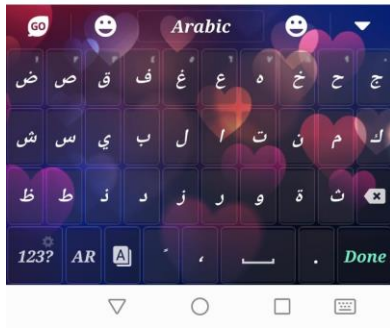 GO Arabic
ض ص ق ف غ ع ه خ ح ج
ش س ي ب ل ا ت ن م ك
ظ ط ذ د ز ر و ة ث
123? AR A ، . Done